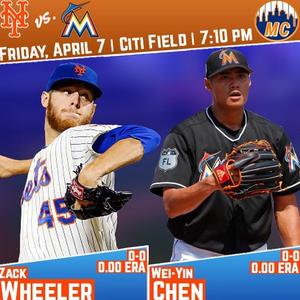 NY vs. M
Friday, April 7 | Citi Field | 7:10 PM
MC
Mets
45
FL
0-0
0.00 ERA
Zack
Wheeler
0-0
0.00 ERA
Wei-Yin
Chen